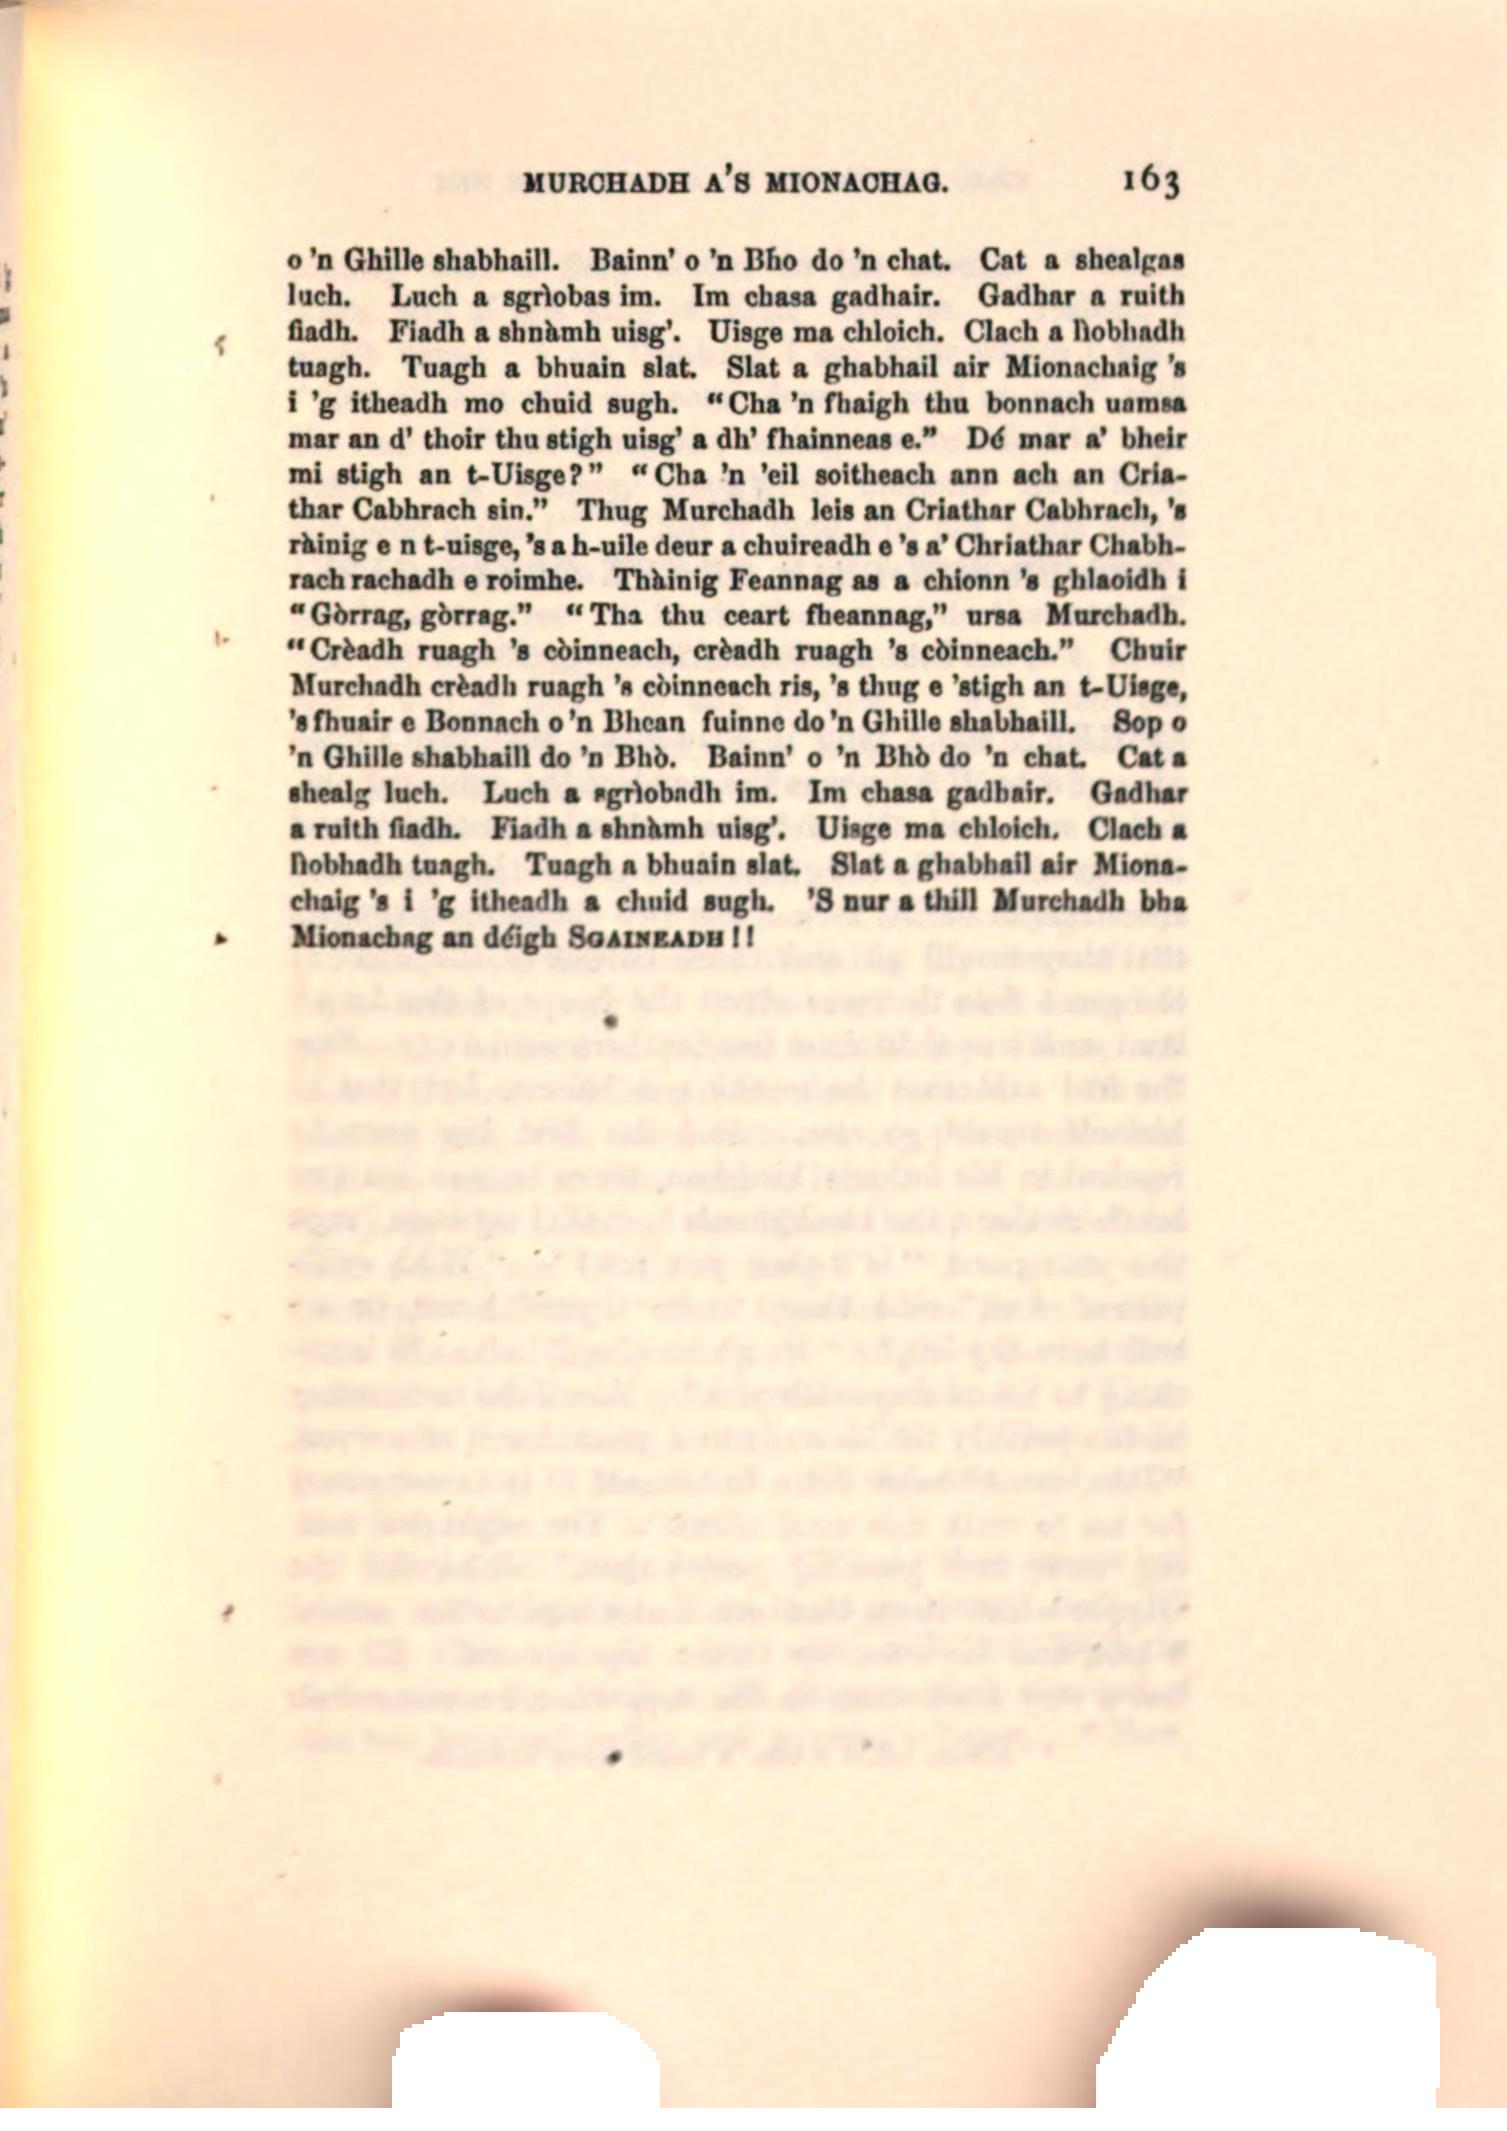 MURCHADH A'S MIONACHAG. 163
o 'n Ghille shabhaill. Bainn' o 'n Bho do 'n chat. Cat a shealgas
luch. Luch a sgrìobas im. Im chasa gadhair. Gadhar a ruith
fiadh. Fiadh a shnàmh uisg'. Uisge ma chloich. Clach a lìobhadh
tuagh. Tuagh a bhuain slat. Slat a ghabhail air Mionachaig 's
i 'g itheadh mo chuid sugh. “Cha 'n fhaigh thu bonnach uamsa
mar an d' thoir thu stigh uisg' a dh' fhainneas e.” Dé mar a' bheir
mi stigh an t-Uisge?” “Cha 'n 'eil soitheach ann ach an Cria-
thar Cabhrach sin.” Thug Murchadh leis an Criathar Cabhrach, 's
ràinig e n t-uisge, 's a h-uile deur a chuireadh e 's a' Chriathar Chabh-
rach rachadh e roimhe. Thàinig Feannag as a chionn 's ghlaoidh i
“Gòrrag, gòrrag.” “Tha thu ceart fheannag,” ursa Murchadh.
“Crèadh ruagh 's còinneach, crèadh ruagh 's còinneach.” Chuir
Murchadh crèadh ruagh 's còinneach ris, 's thug e 'stigh an t-Uisge,
's fhuair e Bonnach o 'n Bhean fuinne do 'n Ghille shabhaill. Sop o
'n Ghille shabhaill do 'n Bhò. Bainn' o 'n Bhò do 'n chat. Cat a
shealg luch. Luch a sgrìobadh im. Im chasa gadhair. Gadhar
a ruith fiadh. Fiadh a shnàmh uisg'. Uisge ma chloich. Clach a
lìobhadh tuagh. Tuagh a bhuain slat. Slat a ghabhail air Miona-
chaig 's i 'g itheadh a chuid sugh. 'S nur a thill Murchadh bha
Mionachag an déigh SGAINEADH!!